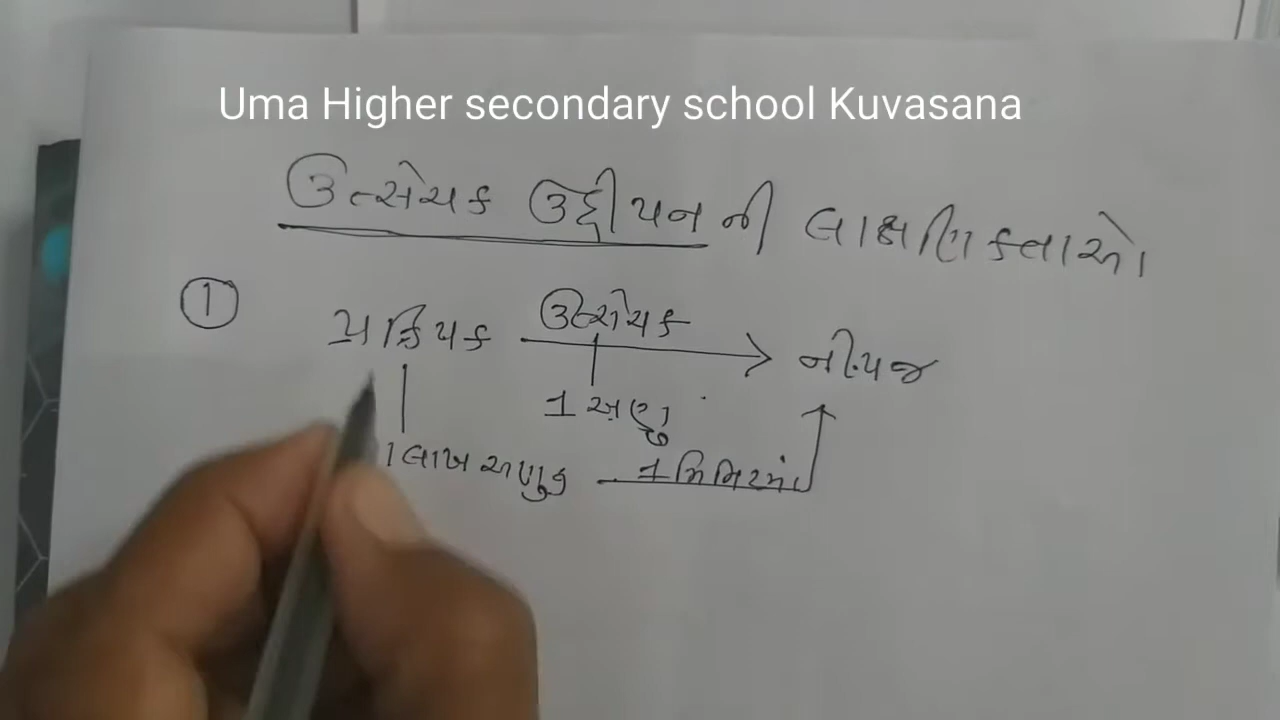 Uma Higher secondary school Kuvasana
ઉત્સેચક ઉદ્દીપન ની લાક્ષણિકતાઓ
1 પ્રક્રિયક ઉત્સેચક નીપજ
1 અણુ
1 લાખ અણુ 1 મિનિટમાં